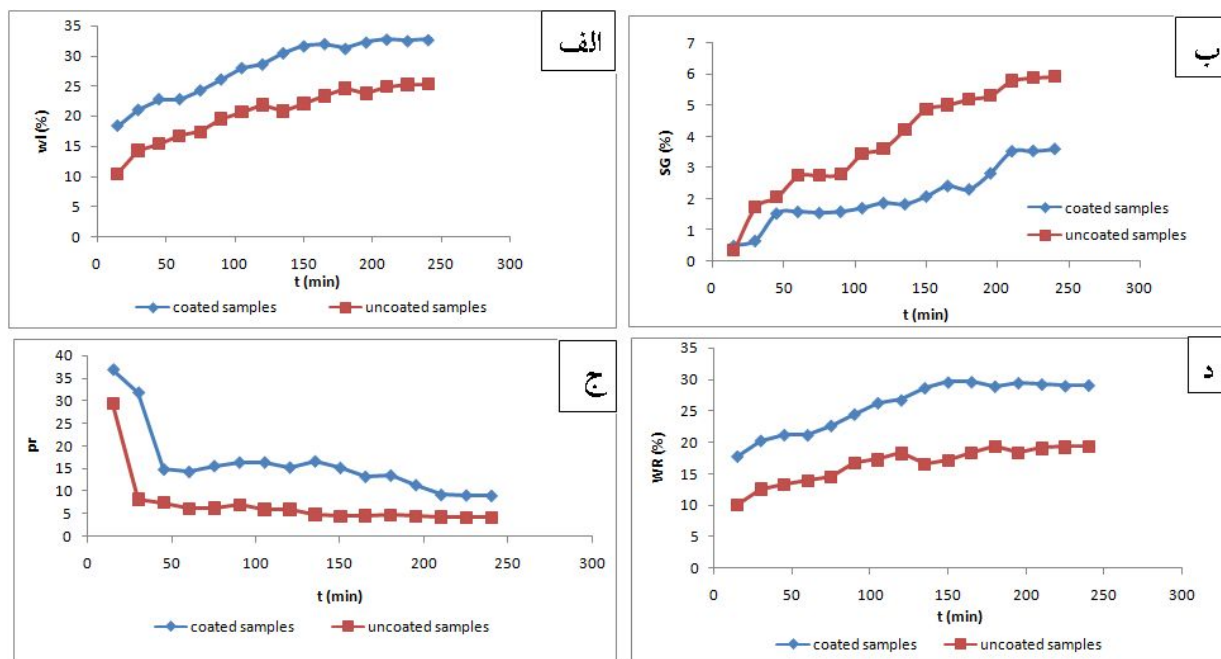 الف
wl (%)
35
30
25
20
15
10
5
0
0 50 100 150 200 250 300
t (min)
coated samples uncoated samples
ب
SG (%)
7
6
5
4
3
2
1
0
coated samples
uncoated samples
0 50 100 150 200 250 300
t (min)
ج
pr
40
35
30
25
20
15
10
5
0
0 50 100 150 200 250 300
t (min)
coated samples uncoated samples
د
WR (%)
35
30
25
20
15
10
5
0
0 50 100 150 200 250 300
t (min)
coated samples uncoated samples